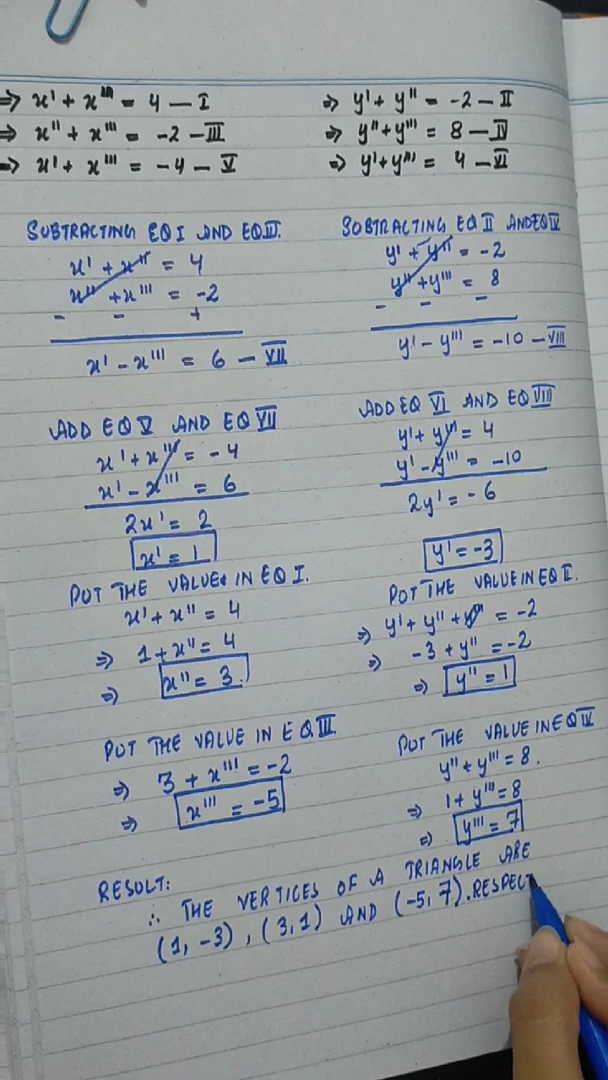 ⇒ x' + x''' = 4 — I
⇒ x'' + x''' = -2 — III
⇒ x' + x''' = -4 — V
⇒ y' + y'' = -2 — II
⇒ y'' + y''' = 8 — IV
⇒ y' + y''' = 4 — VI
SUBTRACTING EQ I AND EQ III.
x' + x'' = 4
x'' + x''' = -2
- - +
x' - x''' = 6 — VII
ADD EQ V AND EQ VII
x' + x''' = -4
x' - x''' = 6
2x' = 2
x' = 1
PUT THE VALUES IN EQ I.
x' + x'' = 4
⇒ 1 + x'' = 4
⇒ x'' = 3.
PUT THE VALUE IN EQ III
⇒ 3 + x''' = -2
⇒ x''' = -5
SUBTRACTING EQ II AND EQ IV
y' + y'' = -2
y'' + y''' = 8
- - -
y' - y''' = -10 — VIII
ADD EQ VI AND EQ VIII
y' + y''' = 4
y' - y''' = -10
2y' = -6
y' = -3
PUT THE VALUE IN EQ II.
⇒ y' + y'' + y''' = -2
⇒ -3 + y'' = -2
⇒ y'' = 1
PUT THE VALUE IN EQ IV
y'' + y''' = 8.
⇒ 1 + y''' = 8
⇒ y''' = 7
RESULT:
∴ THE VERTICES OF A TRIANGLE ARE
(1, -3), (3, 1) AND (-5, 7). RESPECT